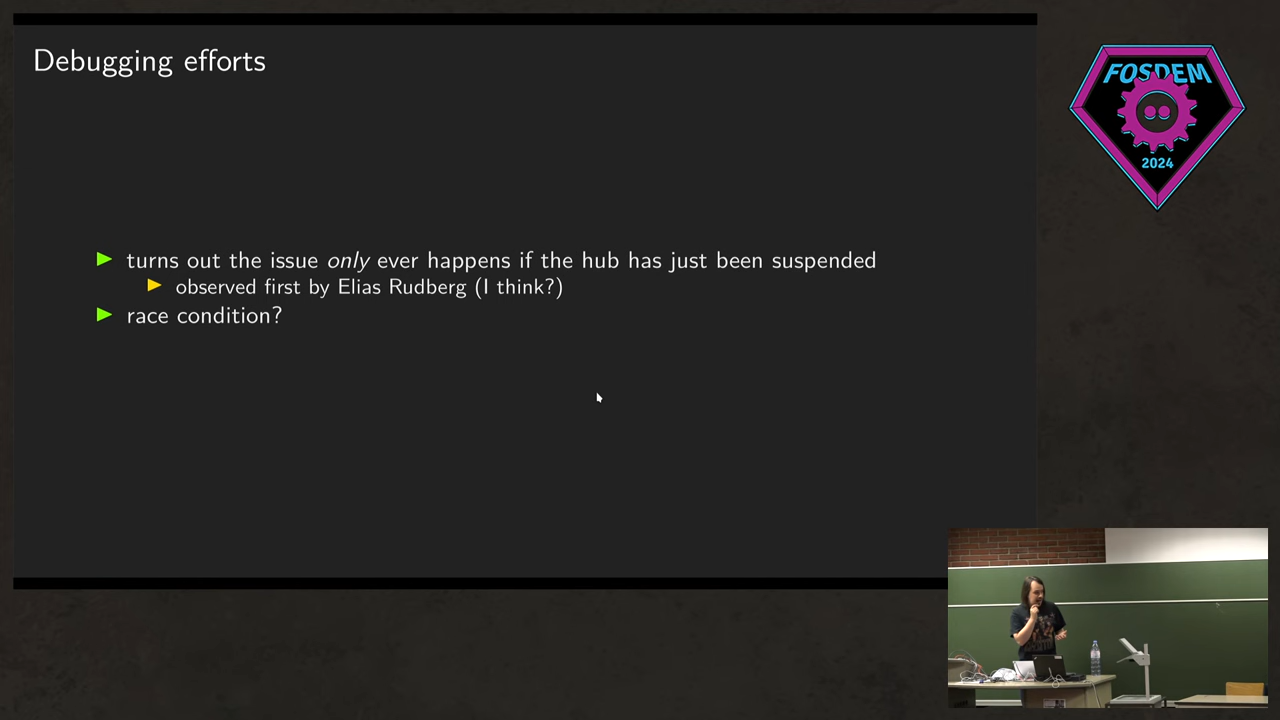 Debugging efforts
FOSDEM
2024
turns out the issue only ever happens if the hub has just been suspended
observed first by Elias Rudberg (I think?)
race condition?